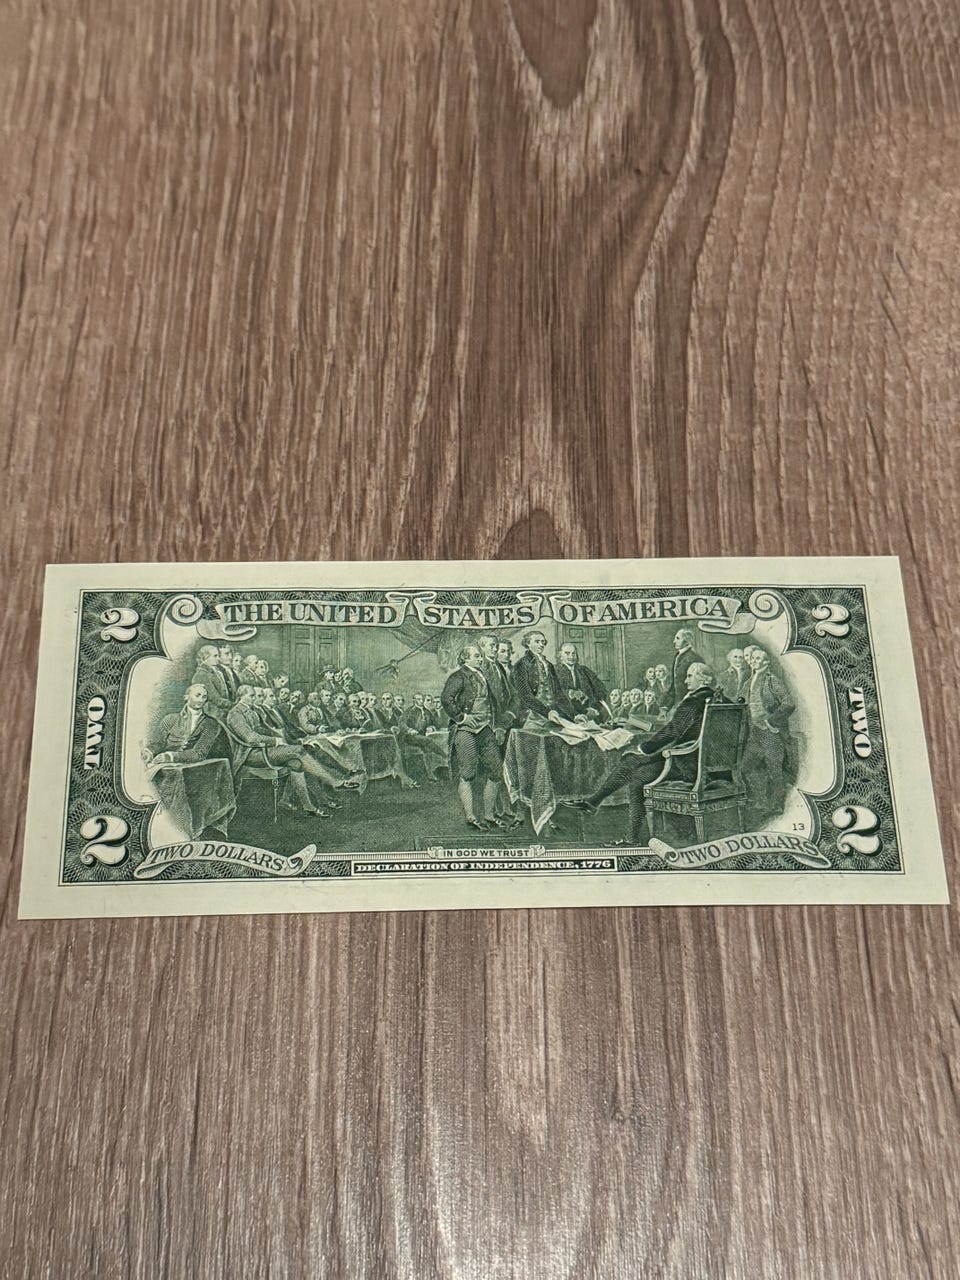 2 THE UNITED STATES OF AMERICA 2
TWO
TWO
2
2
13
TWO DOLLARS
IN GOD WE TRUST
TWO DOLLARS
DECLARATION OF INDEPENDENCE, 1776